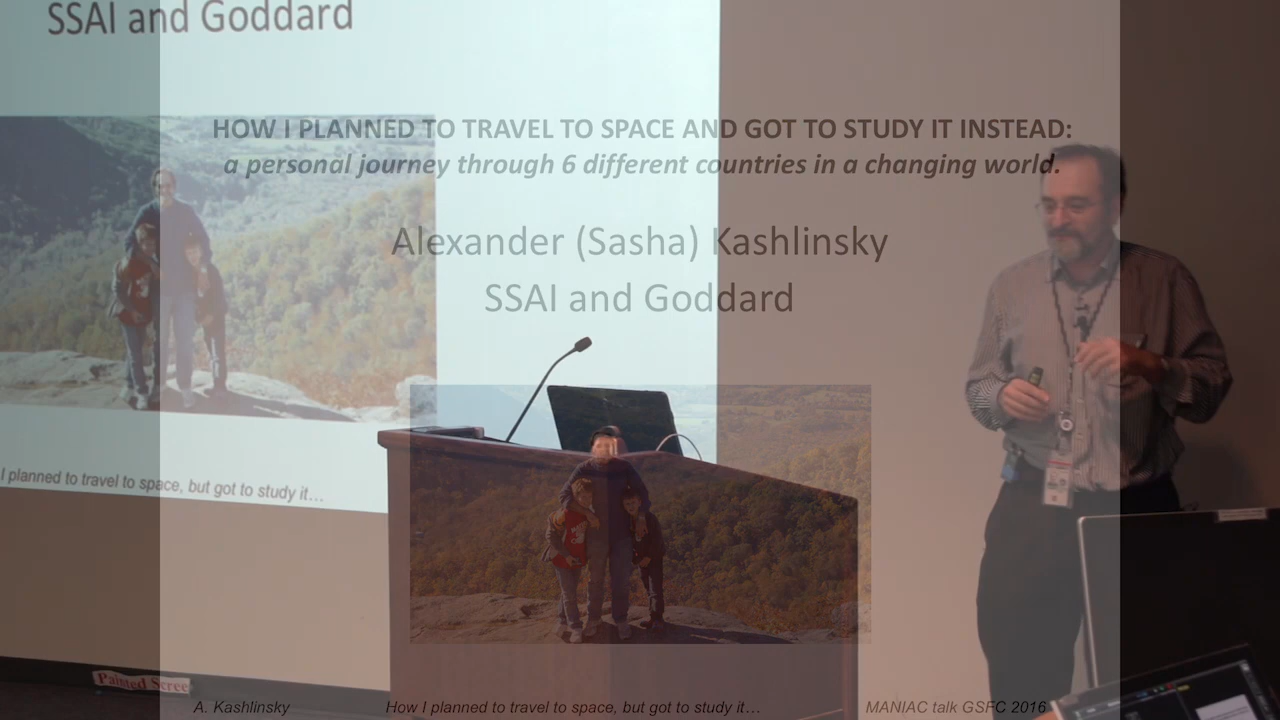 SSAI and Goddard
HOW I PLANNED TO TRAVEL TO SPACE AND GOT TO STUDY IT INSTEAD:
a personal journey through 6 different countries in a changing world.
Alexander (Sasha) Kashlinsky
SSAI and Goddard
I planned to travel to space, but got to study it…
Painted Scree
A. Kashlinsky
How I planned to travel to space, but got to study it…
MANIAC talk GSFC 2016